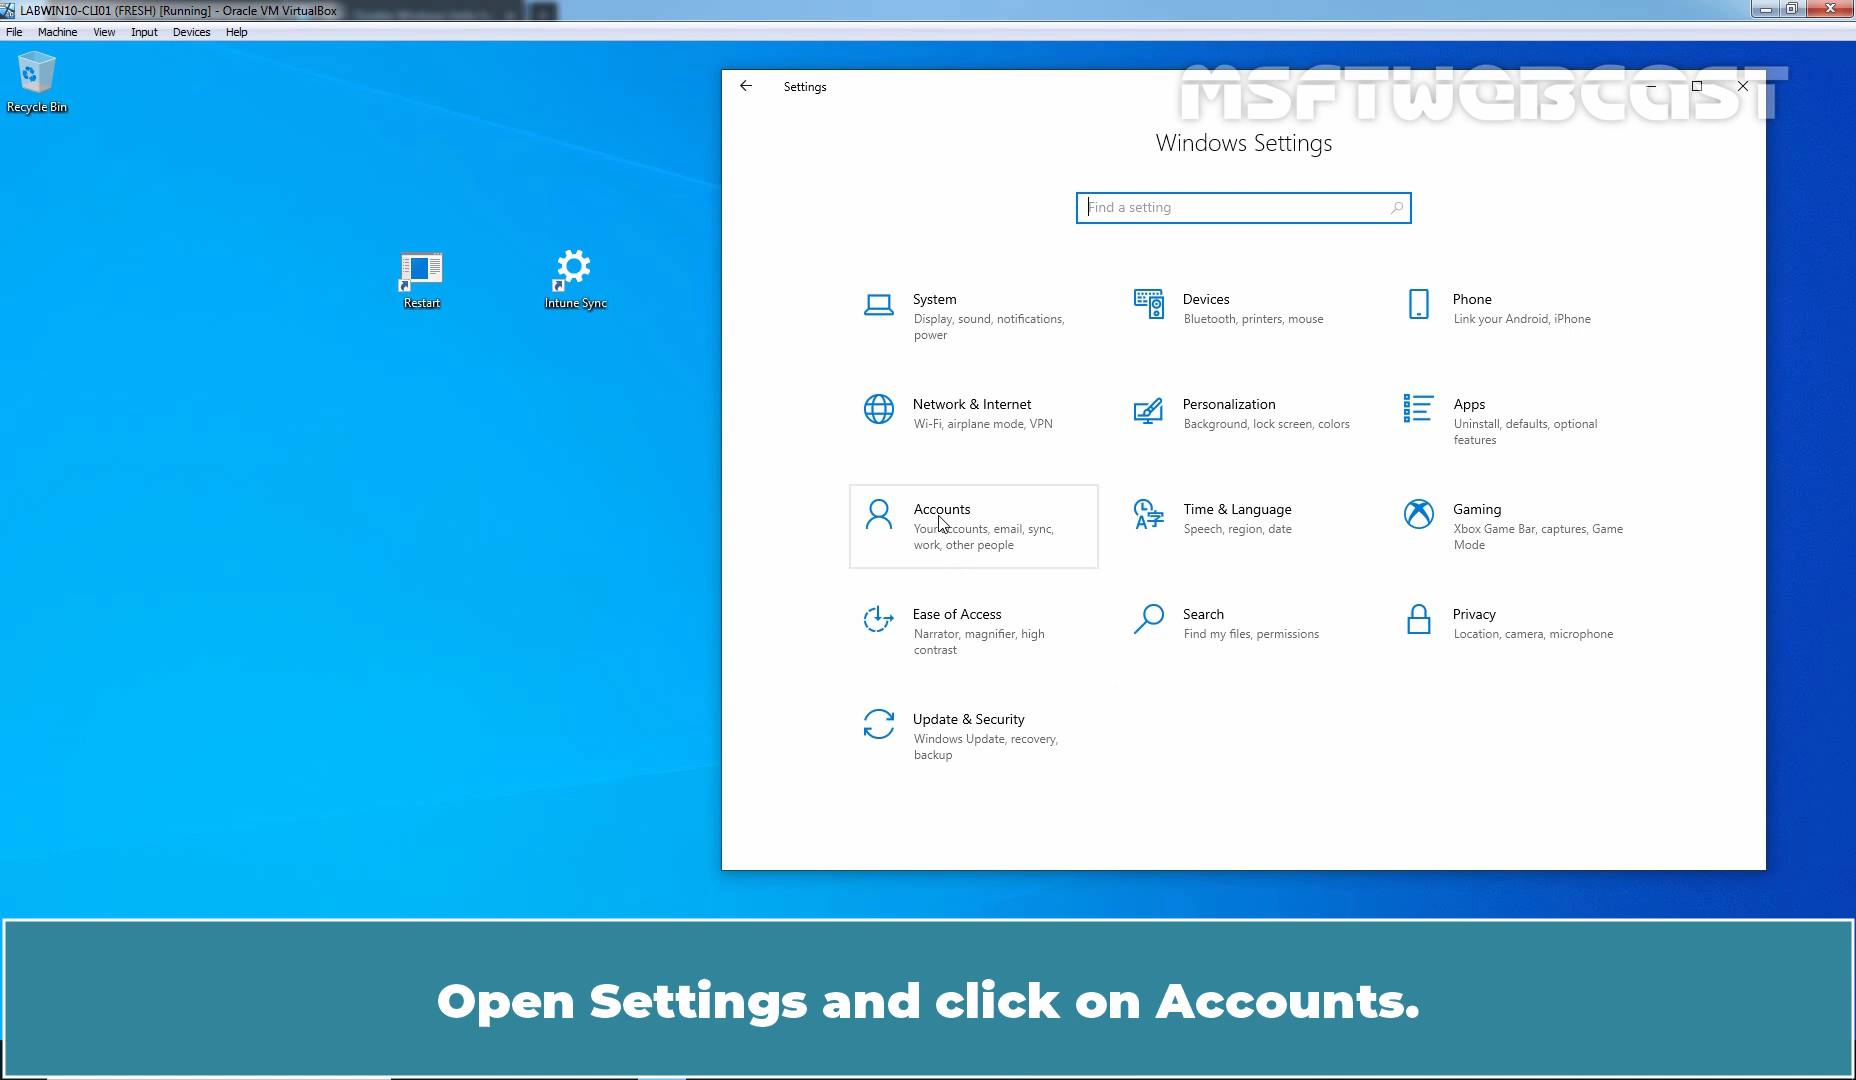 LABWIN10-CLI01 (FRESH) [Running] - Oracle VM VirtualBox
File Machine View Input Devices Help
Recycle Bin
Settings
MSFTWEBCAST
Windows Settings
Find a setting
Restart
Intune Sync
System
Display, sound, notifications,
power
Devices
Bluetooth, printers, mouse
Phone
Link your Android, iPhone
Network & Internet
Wi-Fi, airplane mode, VPN
Personalization
Background, lock screen, colors
Apps
Uninstall, defaults, optional
features
Accounts
Your accounts, email, sync,
work, other people
Time & Language
Speech, region, date
Gaming
Xbox Game Bar, captures, Game
Mode
Ease of Access
Narrator, magnifier, high
contrast
Search
Find my files, permissions
Privacy
Location, camera, microphone
Update & Security
Windows Update, recovery,
backup
Open Settings and click on Accounts.